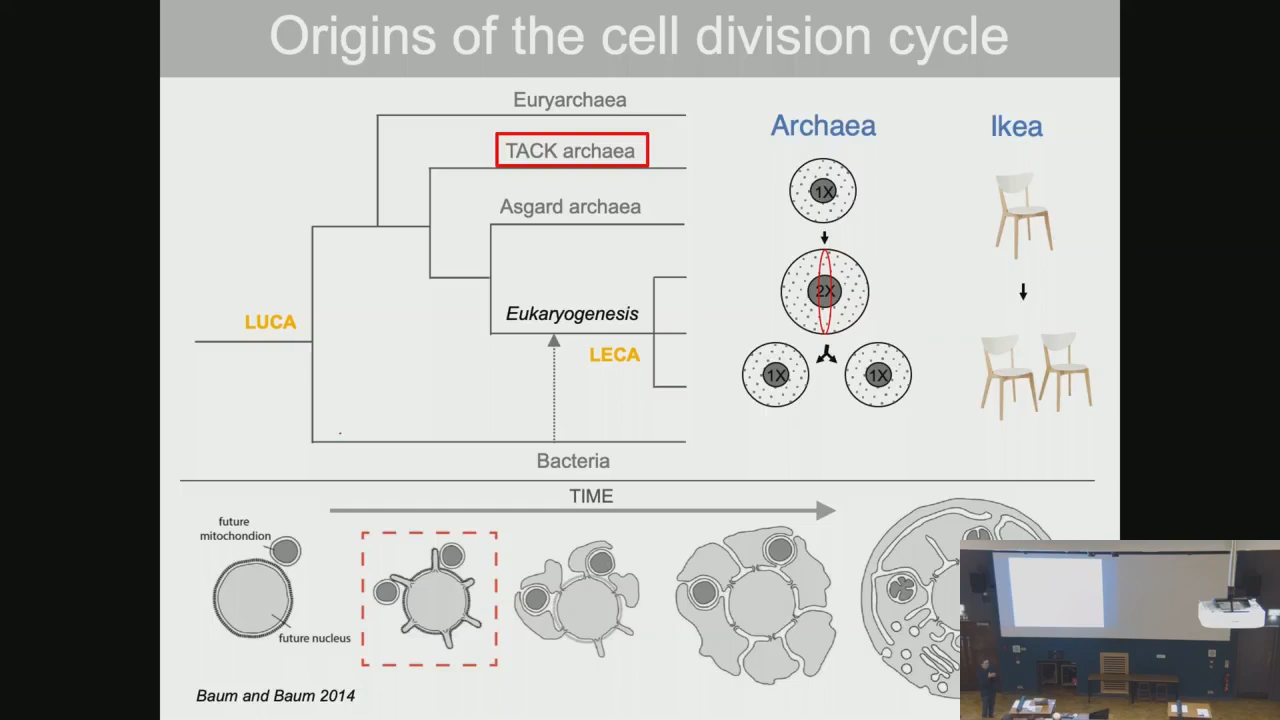 Origins of the cell division cycle
Euryarchaea
TACK archaea
Asgard archaea
Eukaryogenesis
LUCA
LECA
Bacteria
Archaea
Ikea
1X
2X
1X
1X
TIME
future
mitochondion
future nucleus
Baum and Baum 2014